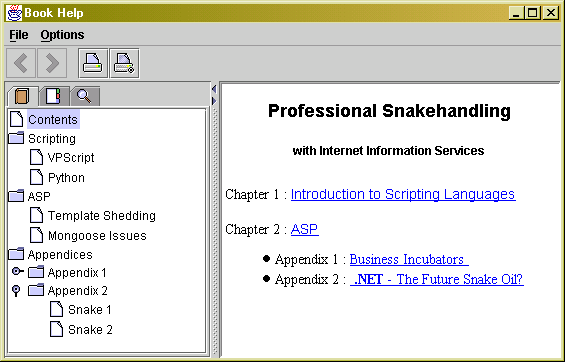 Book Help
File Options
Contents
Scripting
VPScript
Python
ASP
Template Shedding
Mongoose Issues
Appendices
Appendix 1
Appendix 2
Snake 1
Snake 2
Professional Snakehandling
with Internet Information Services
Chapter 1 : Introduction to Scripting Languages
Chapter 2 : ASP
Appendix 1 : Business Incubators
Appendix 2 : .NET - The Future Snake Oil?